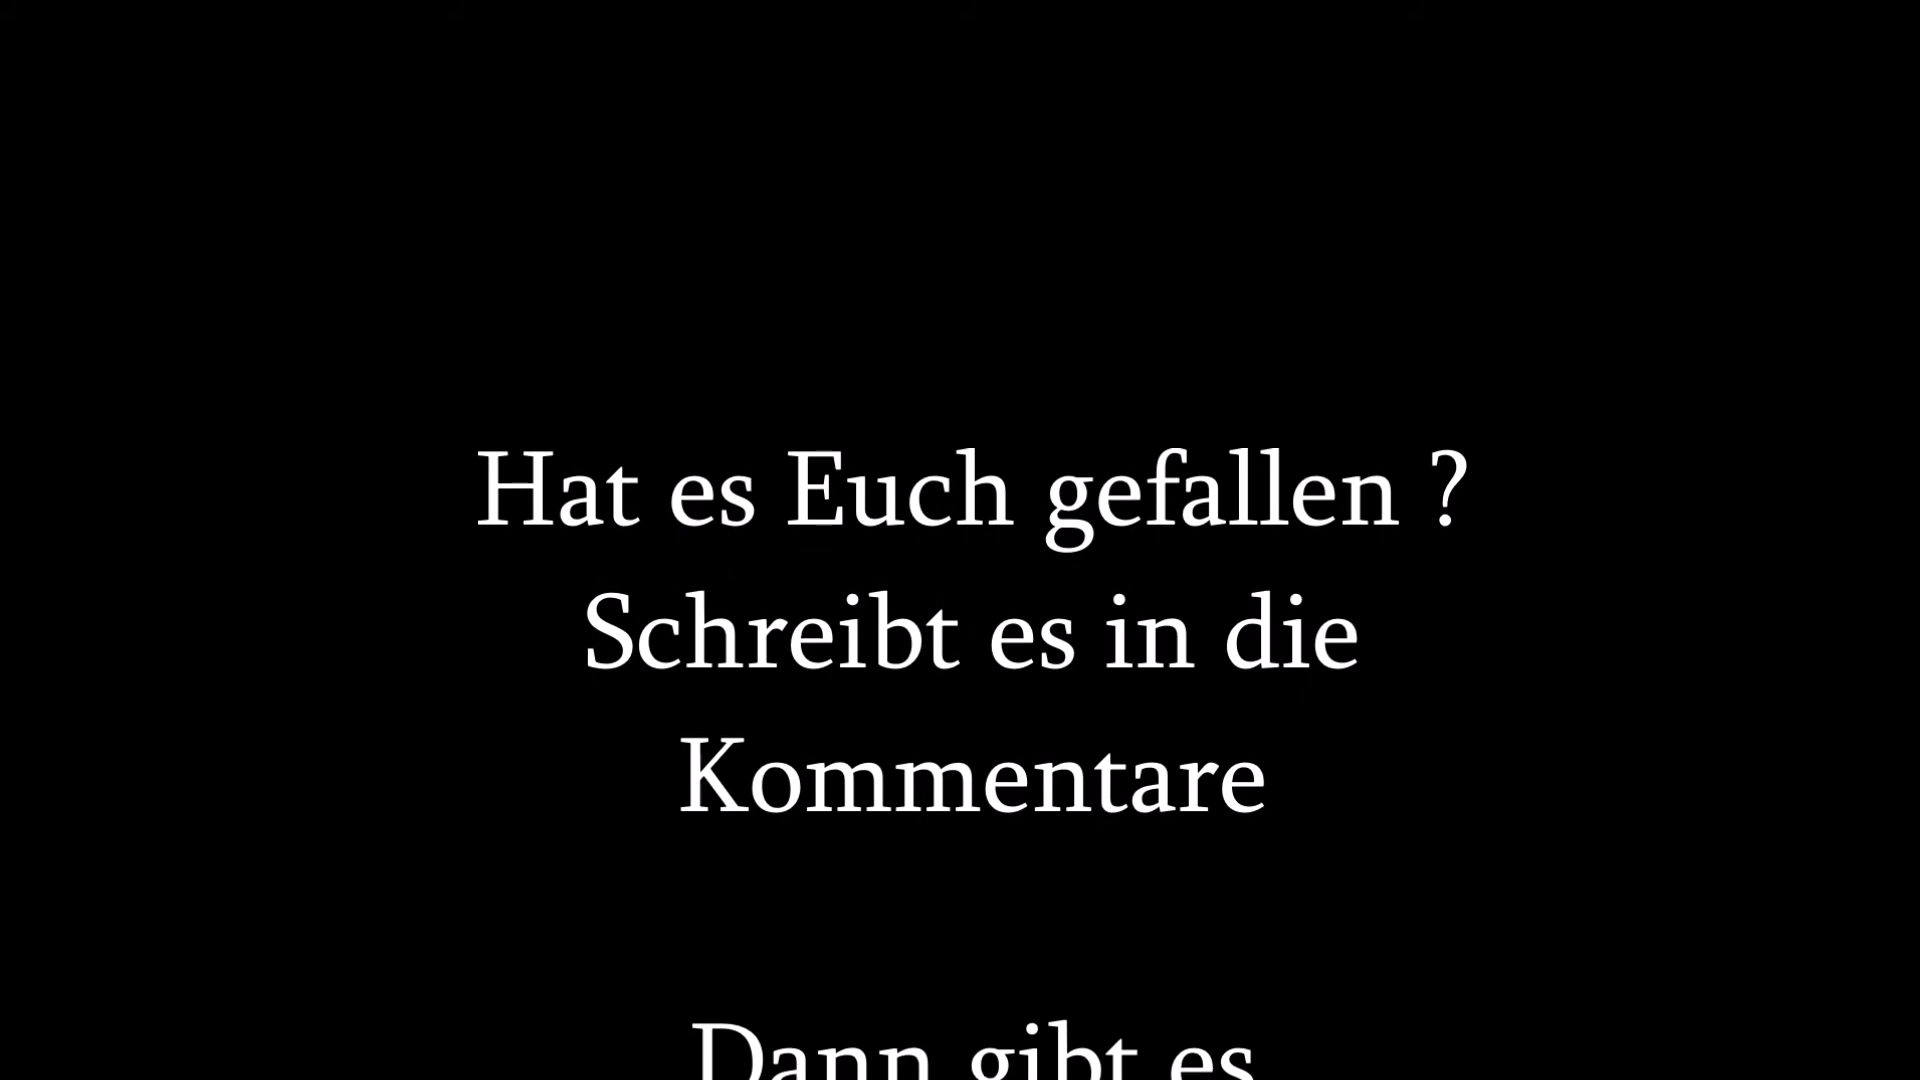 Hat es Euch gefallen ?
Schreibt es in die
Kommentare
Dann gibt es